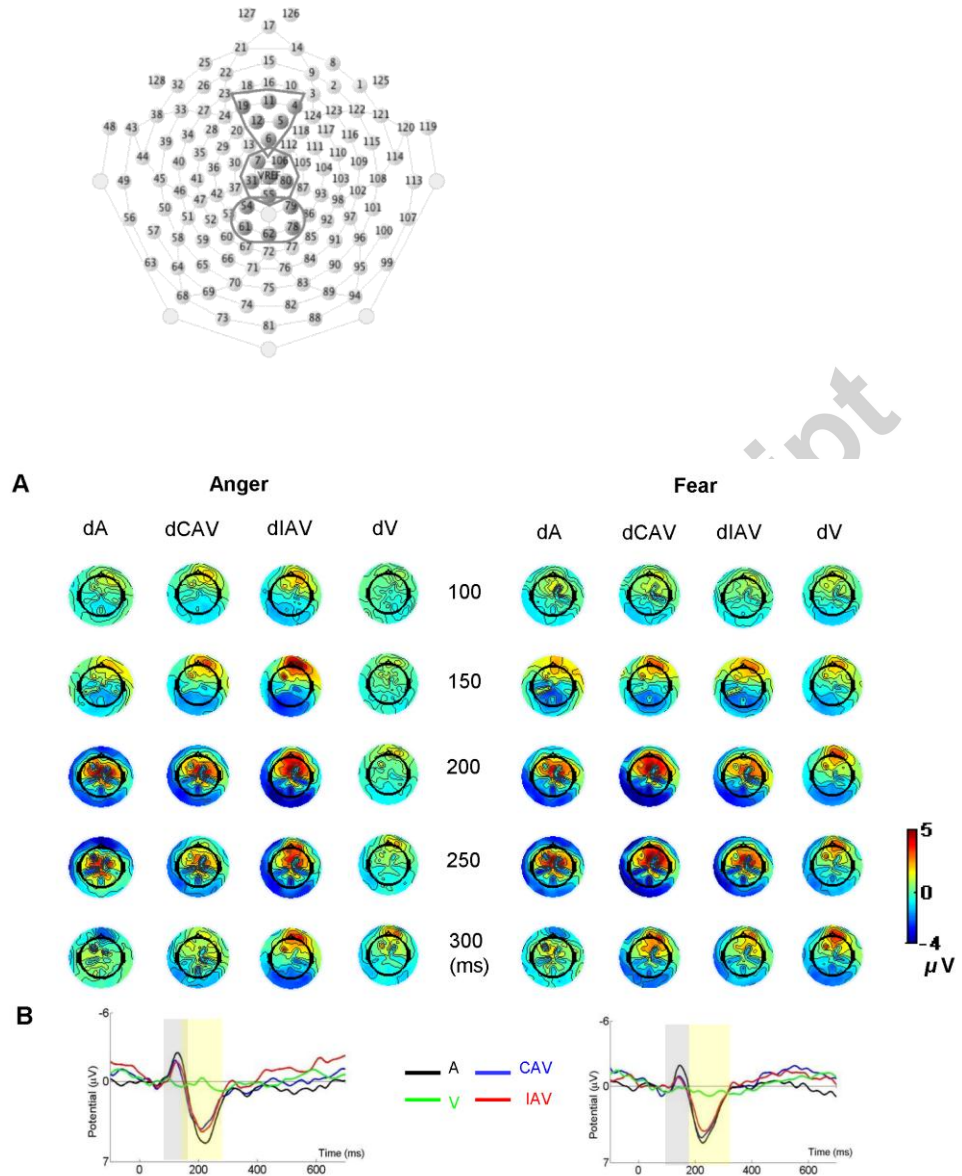 127 126
17
21 14
25 15 8
22 9
128 32 26 18 16 10 2 1 125
23 3
19 11 4
38 33 27 24 124 123 122 121
12 5
48 43 34 28 20 118 117 116 120 119
39 6 115
35 29 13 112 111 110
44 40 36 30 7 106 105 104 109 114
VREF
49 45 37 31 80 87 103 108 113
46 47 42 55 93 98 102
50 53 54 79 86 101
56 51 52 92 97 107
57 61 62 78 100
58 59 60 85 91 96
67 72 77
63 64 65 66 84 90 95 99
71 76
70 75 83
68 69 89 94
74 82
73 81 88
ipt
A
Anger Fear
dA dCAV dIAV dV dA dCAV dIAV dV
100
150
200
250
300
(ms)
5
0
-4
μV
B
-6 -6
A CAV
0 0
V IAV
Potential (μV) Potential (μV)
Time (ms) Time (ms)
7 7
0 200 400 600 0 200 400 600